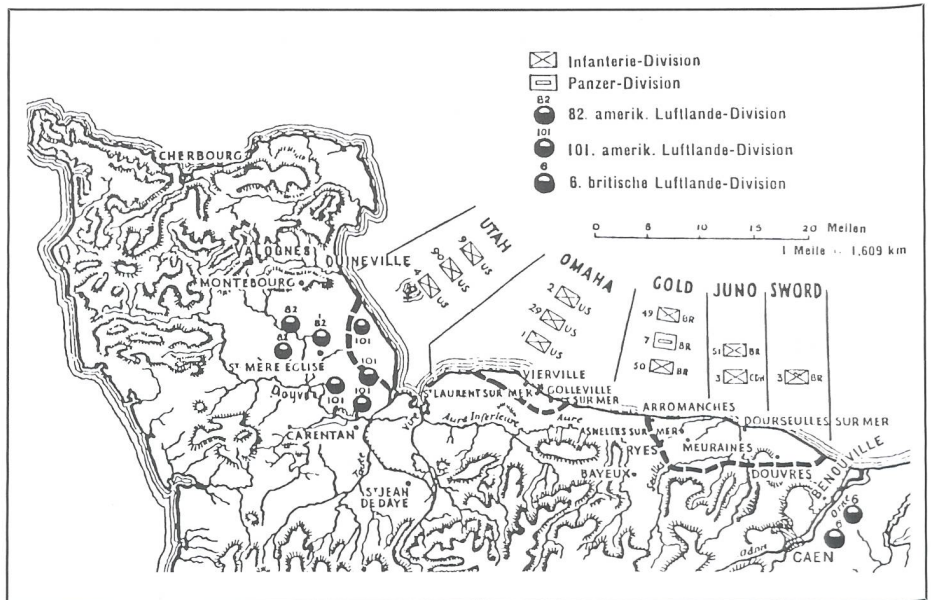 Infanterie-Division
Panzer-Division
82
82. amerik. Luftlande-Division
101
101. amerik. Luftlande-Division
6
6. britische Luftlande-Division
0 5 10 15 20 Meilen
1 Meile 1,609 km
CHERBOURG
VALOGNES
QUINEVILLE
MONTEBOURG
UTAH
9 US
90 US
4 US
OMAHA
2 US
29 US
1 US
GOLD
49 BR
7 BR
50 BR
JUNO
51 BR
3 CDN
SWORD
3 BR
82
82
82
101
101
101
101
ST MÈRE ÉGLISE
Douve
CARENTAN
Vire
Taute
ST JEAN
DE DAYE
VIERVILLE
ST LAURENT SUR MER
COLLEVILLE
SUR MER
Aure Inférieure
Aure
ARROMANCHES
ASNELLES SUR MER
RYES
MEURAINES
COURSEULLES SUR MER
BAYEUX
Seulles
DOUVRES
BENOUVILLE
Orne
6
6
Odon
CAEN